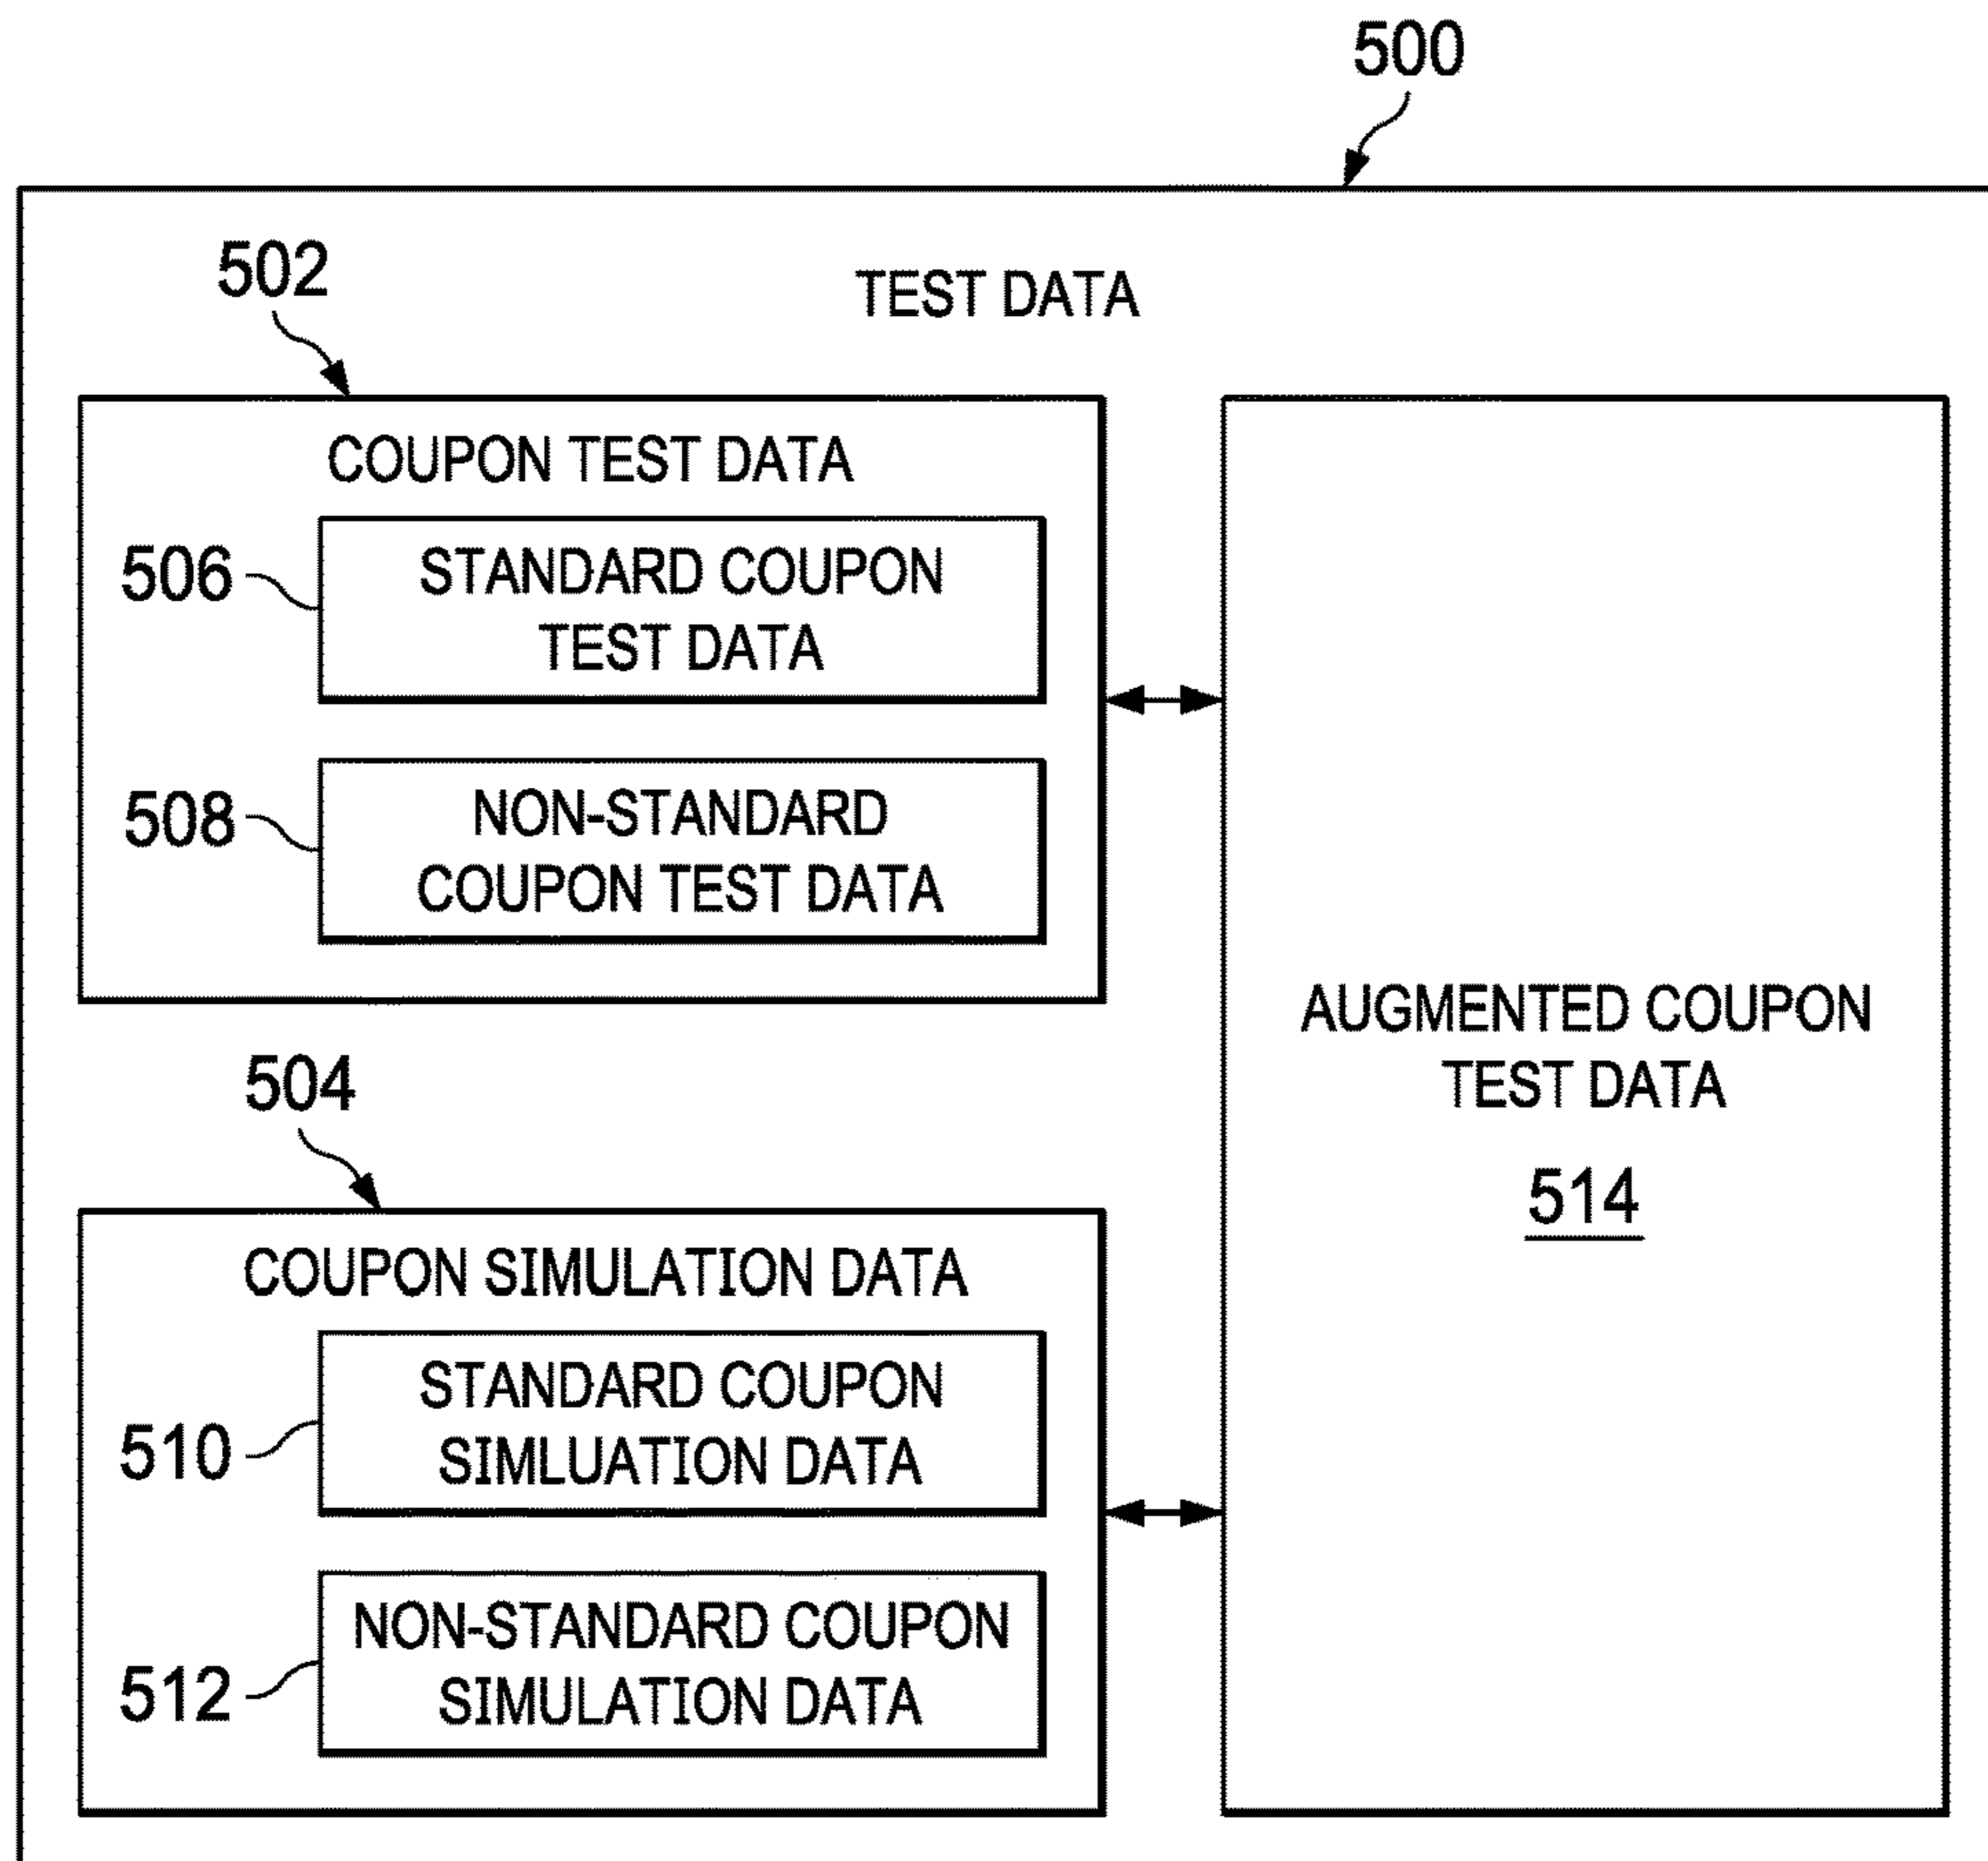 500
TEST DATA
502
COUPON TEST DATA
506
STANDARD COUPON
TEST DATA
508
NON-STANDARD
COUPON TEST DATA
504
COUPON SIMULATION DATA
510
STANDARD COUPON
SIMLUATION DATA
512
NON-STANDARD COUPON
SIMULATION DATA
AUGMENTED COUPON
TEST DATA
514